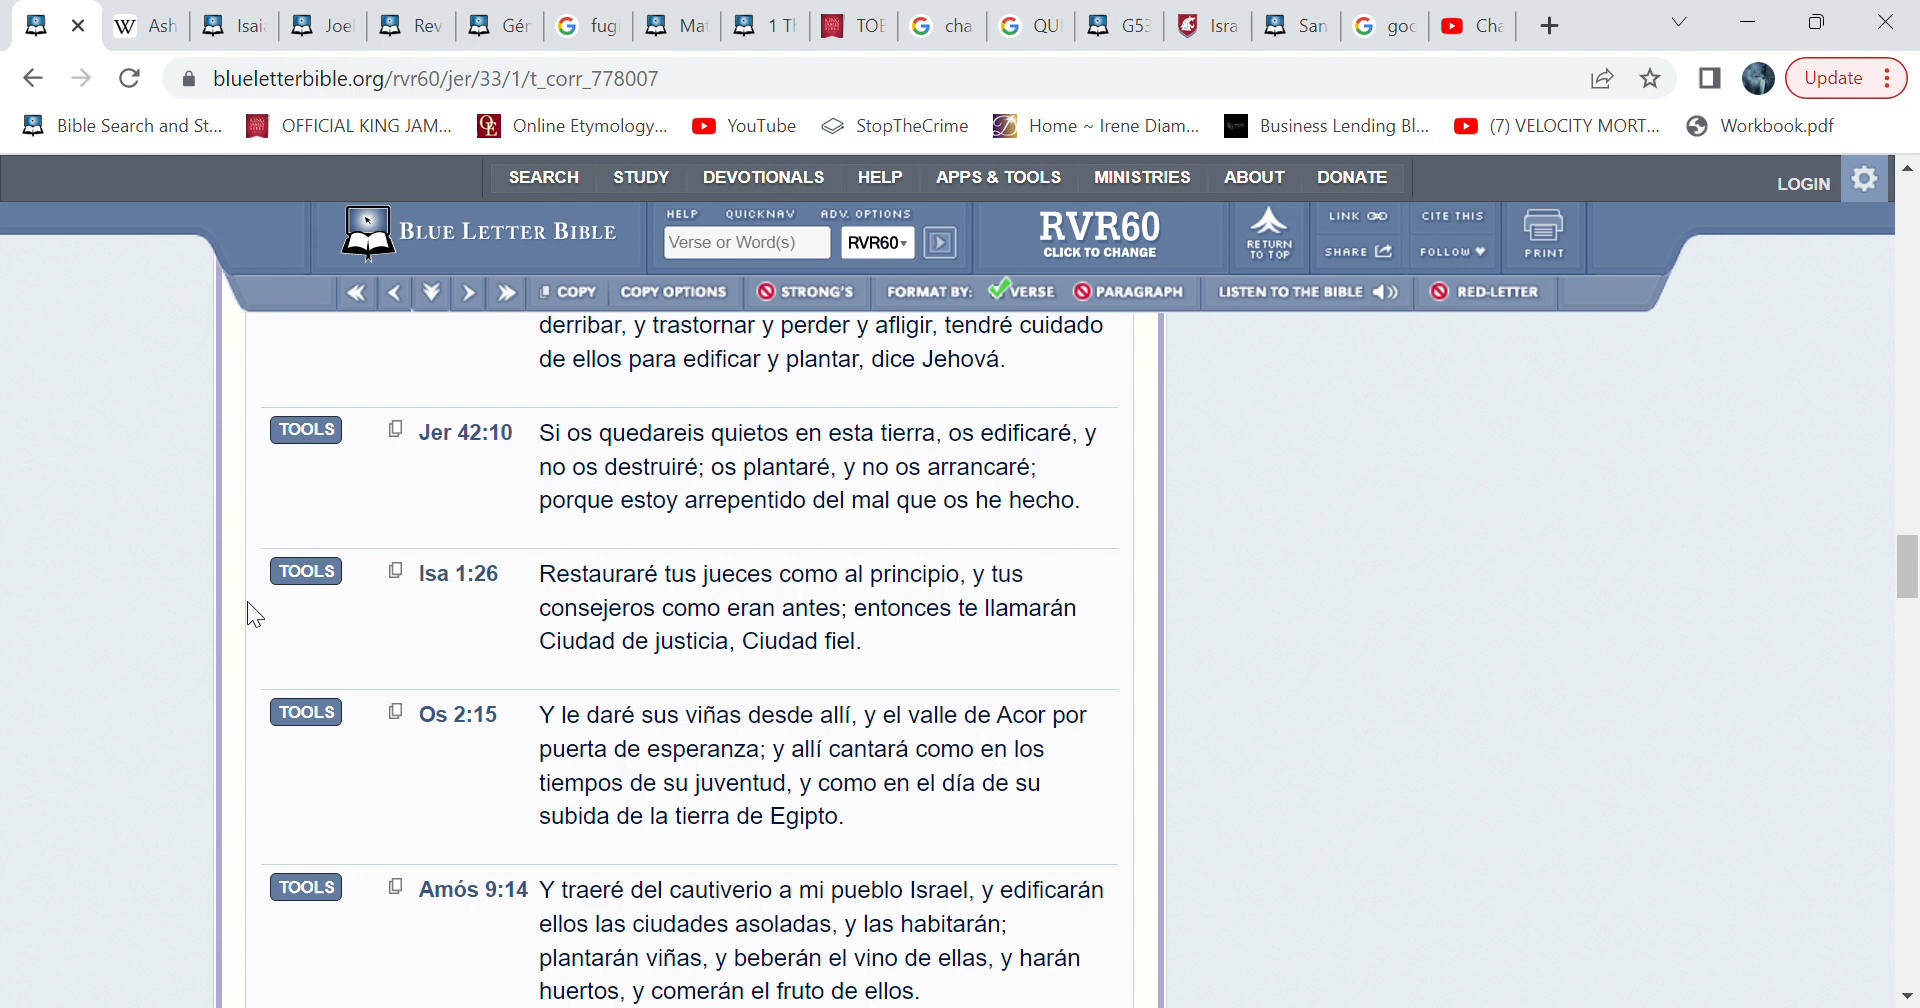 Ash
Isai
Joel
Rev
Gér
fugi
Mat
1 Th
TOB
cha
QUI
G53
Isra
San
goo
Cha
blueletterbible.org/rvr60/jer/33/1/t_corr_778007
Update
Bible Search and St...
OFFICIAL KING JAM...
Online Etymology...
YouTube
StopTheCrime
Home ~ Irene Diam...
Business Lending Bl...
(7) VELOCITY MORT...
Workbook.pdf
SEARCH STUDY DEVOTIONALS HELP APPS & TOOLS MINISTRIES ABOUT DONATE
LOGIN
BLUE LETTER BIBLE
HELP QUICKNAV ADV. OPTIONS
Verse or Word(s)
RVR60
RVR60
CLICK TO CHANGE
RETURN
TO TOP
LINK
SHARE
CITE THIS
FOLLOW
PRINT
COPY COPY OPTIONS STRONG'S FORMAT BY: VERSE PARAGRAPH LISTEN TO THE BIBLE RED-LETTER
derribar, y trastornar y perder y afligir, tendré cuidado
de ellos para edificar y plantar, dice Jehová.
TOOLS Jer 42:10 Si os quedareis quietos en esta tierra, os edificaré, y
no os destruiré; os plantaré, y no os arrancaré;
porque estoy arrepentido del mal que os he hecho.
TOOLS Isa 1:26 Restauraré tus jueces como al principio, y tus
consejeros como eran antes; entonces te llamarán
Ciudad de justicia, Ciudad fiel.
TOOLS Os 2:15 Y le daré sus viñas desde allí, y el valle de Acor por
puerta de esperanza; y allí cantará como en los
tiempos de su juventud, y como en el día de su
subida de la tierra de Egipto.
TOOLS Amós 9:14 Y traeré del cautiverio a mi pueblo Israel, y edificarán
ellos las ciudades asoladas, y las habitarán;
plantarán viñas, y beberán el vino de ellas, y harán
huertos, y comerán el fruto de ellos.